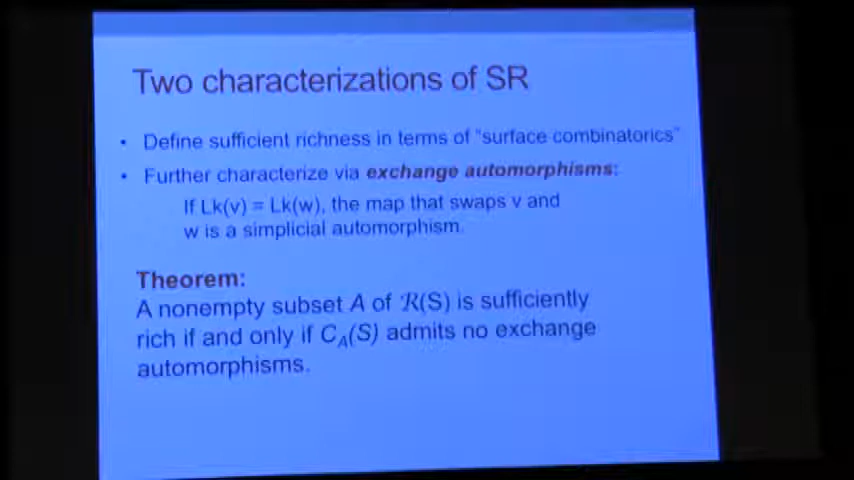 Two characterizations of SR
• Define sufficient richness in terms of "surface combinatorics"
• Further characterize via exchange automorphisms:
If Lk(v) = Lk(w), the map that swaps v and
w is a simplicial automorphism.
Theorem:
A nonempty subset A of ℛ(S) is sufficiently
rich if and only if C_A(S) admits no exchange
automorphisms.